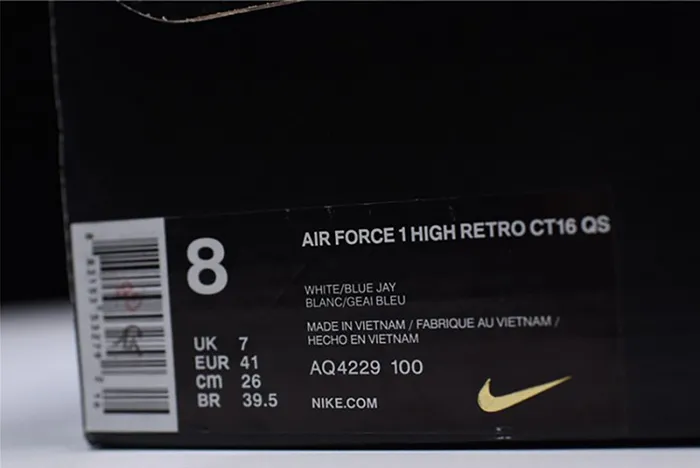 8
AIR FORCE 1 HIGH RETRO CT16 QS
WHITE/BLUE JAY
BLANC/GEAI BLEU
MADE IN VIETNAM / FABRIQUE AU VIETNAM /
HECHO EN VIETNAM
UK 7
EUR 41
cm 26
BR 39.5
AQ4229 100
NIKE.COM